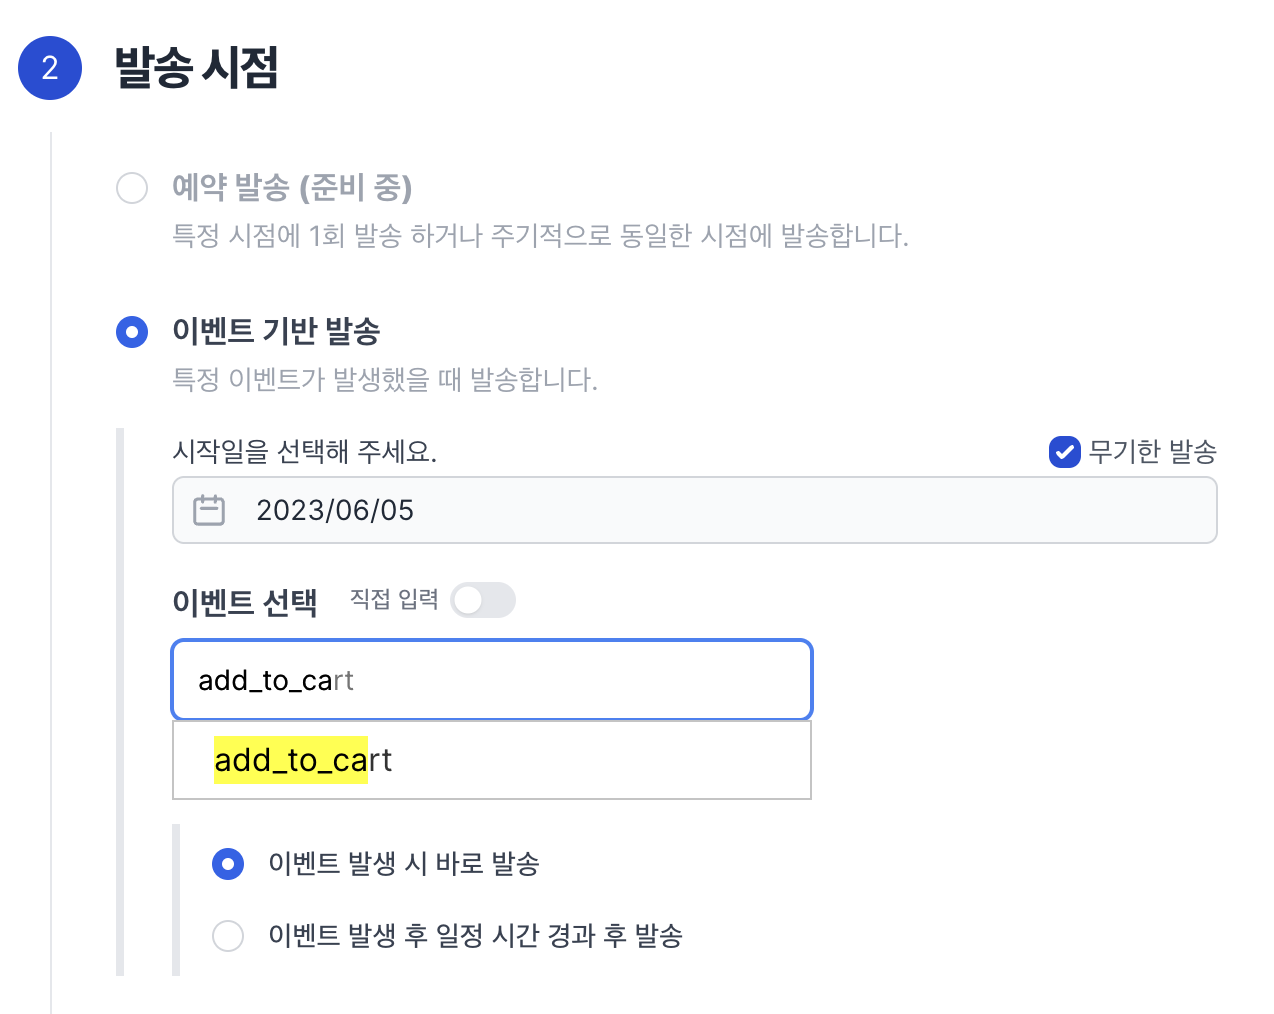 2 발송 시점
예약 발송 (준비 중)
특정 시점에 1회 발송 하거나 주기적으로 동일한 시점에 발송합니다.
이벤트 기반 발송
특정 이벤트가 발생했을 때 발송합니다.
시작일을 선택해 주세요. 무기한 발송
2023/06/05
이벤트 선택 직접 입력
add_to_cart
add_to_cart
이벤트 발생 시 바로 발송
이벤트 발생 후 일정 시간 경과 후 발송